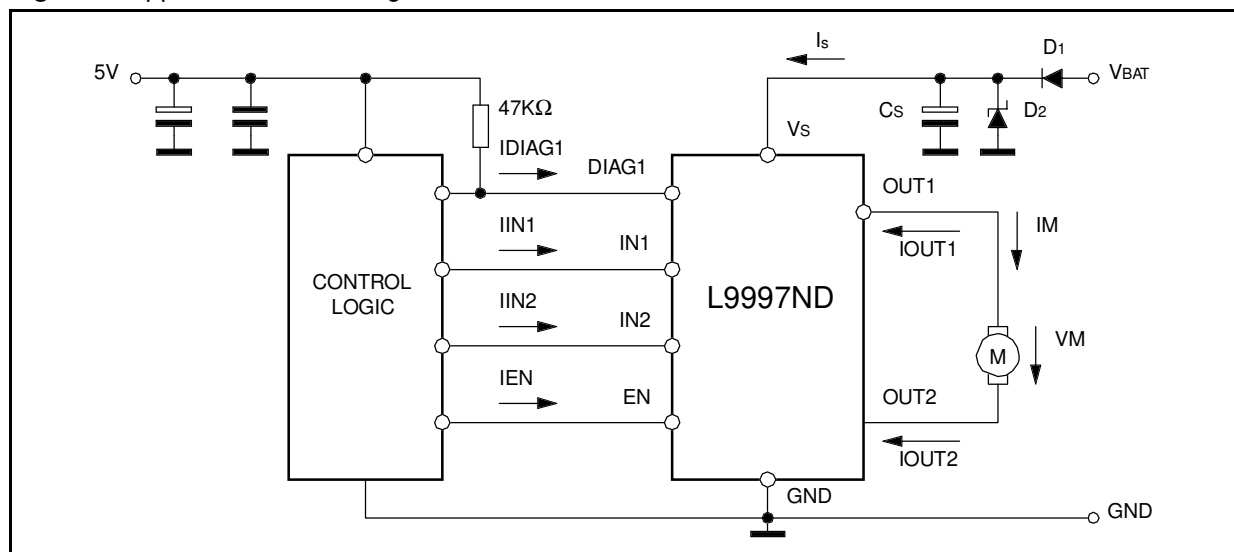 Is
D1
5V
VBAT
47KΩ
CS
D2
IDIAG1
VS
DIAG1
OUT1
IIN1
IN1
IM
IOUT1
CONTROL
LOGIC
L9997ND
IIN2
IN2
VM
M
IEN
EN
OUT2
IOUT2
GND
GND